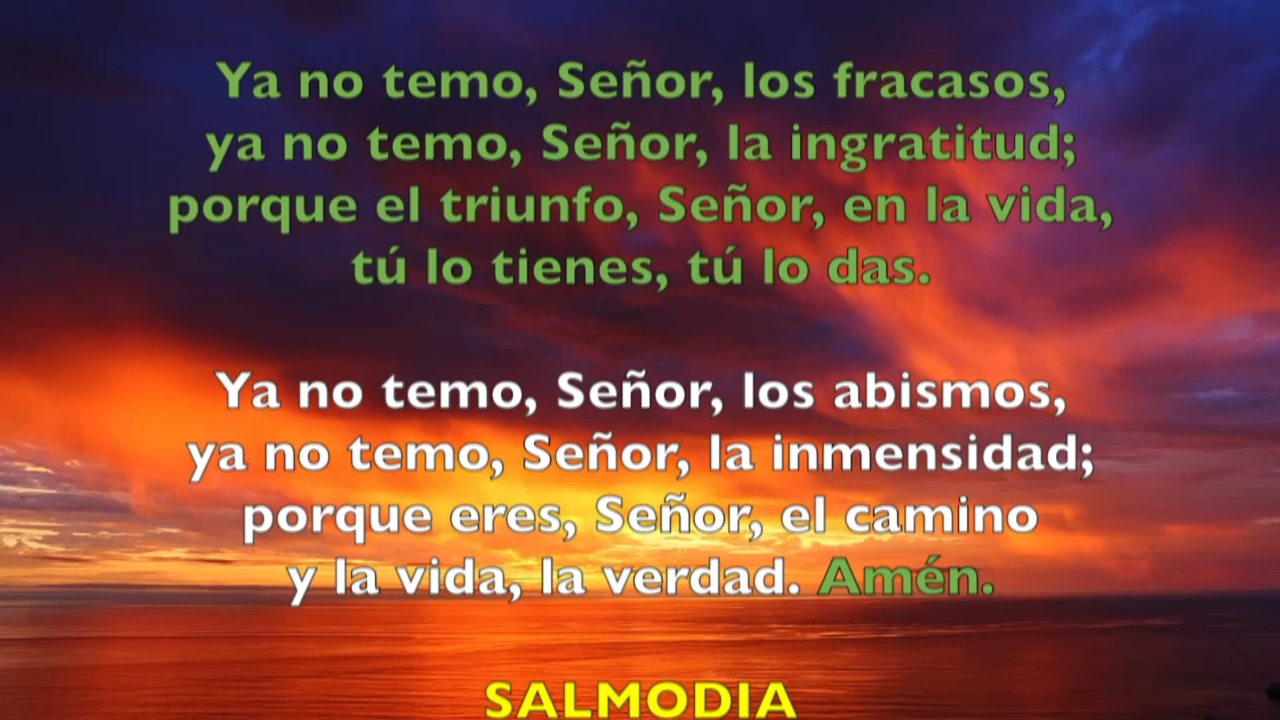 Ya no temo, Señor, los fracasos,
ya no temo, Señor, la ingratitud;
porque el triunfo, Señor, en la vida,
tú lo tienes, tú lo das.
Ya no temo, Señor, los abismos,
ya no temo, Señor, la inmensidad;
porque eres, Señor, el camino
y la vida, la verdad. Amén.
SALMODIA